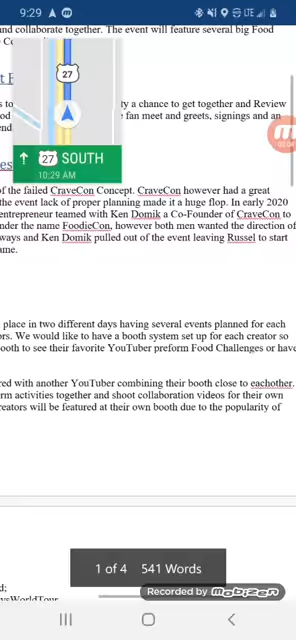 9:29
LTE
nd collaborate together. The event will feature several big Food
27
27 SOUTH
10:29 AM
ty a chance to get together and Review
fan meet and greets, signings and an
of the failed CraveCon Concept. CraveCon however had a great
the event lack of proper planning made it a huge flop. In early 2020
entrepreneur teamed with Ken Domik a Co-Founder of CraveCon to
nder the name FoodieCon, however both men wanted the direction of
ways and Ken Domik pulled out of the event leaving Russel to start
ame.
place in two different days having several events planned for each
ors. We would like to have a booth system set up for each creator so
ooth to see their favorite YouTuber preform Food Challenges or have
red with another YouTuber combining their booth close to eachother.
rm activities together and shoot collaboration videos for their own
reators will be featured at their own booth due to the popularity of
1 of 4 541 Words
Recorded by mobizen
d;
ysWorldTour